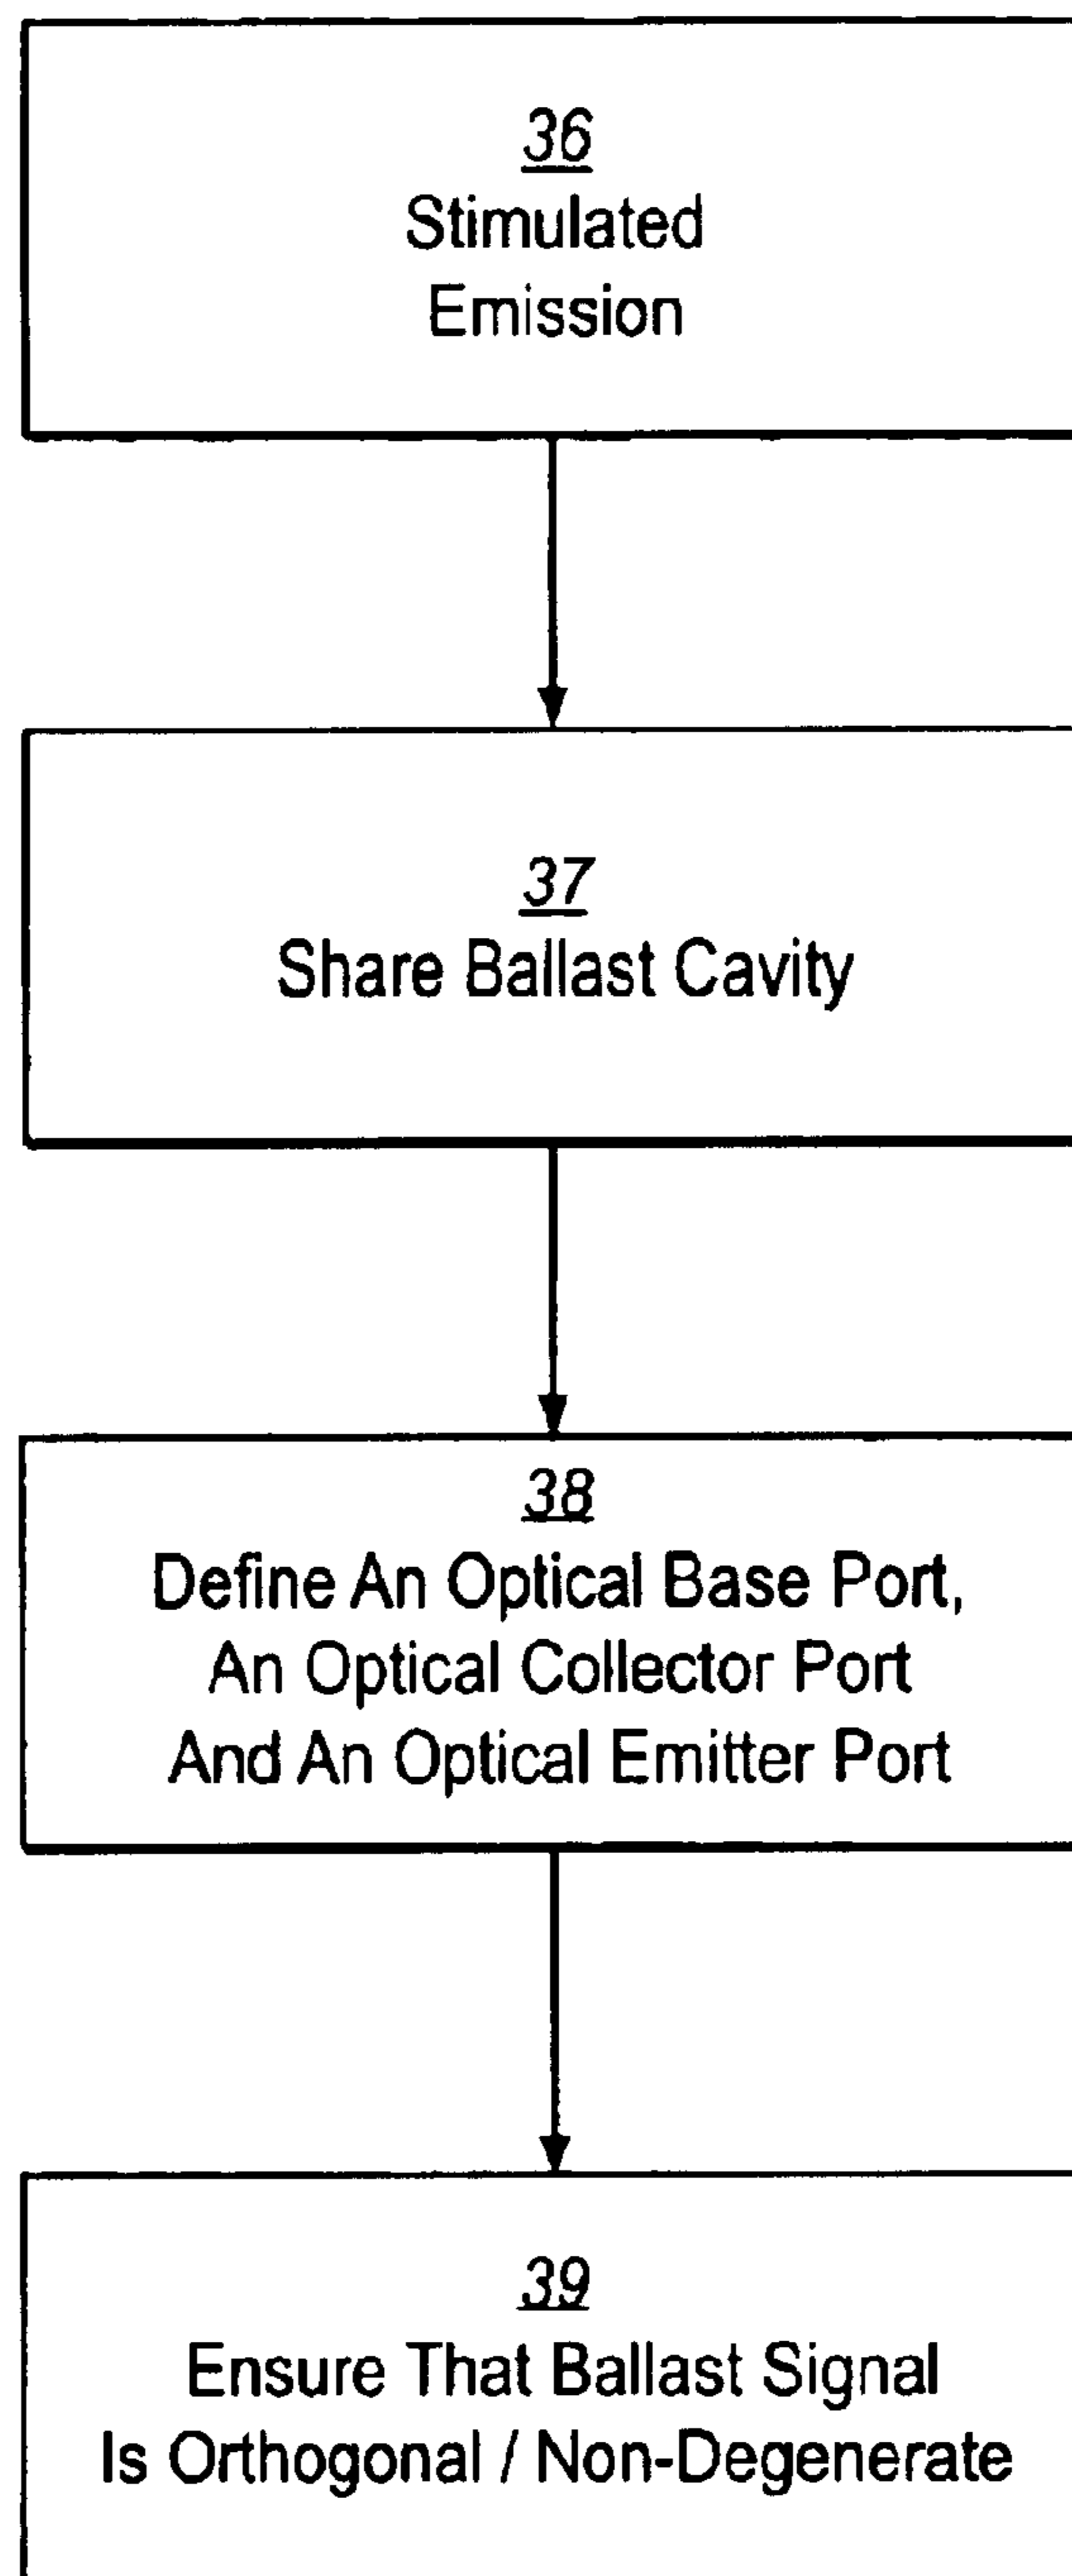 36
Stimulated
Emission
37
Share Ballast Cavity
38
Define An Optical Base Port,
An Optical Collector Port
And An Optical Emitter Port
39
Ensure That Ballast Signal
Is Orthogonal / Non-Degenerate